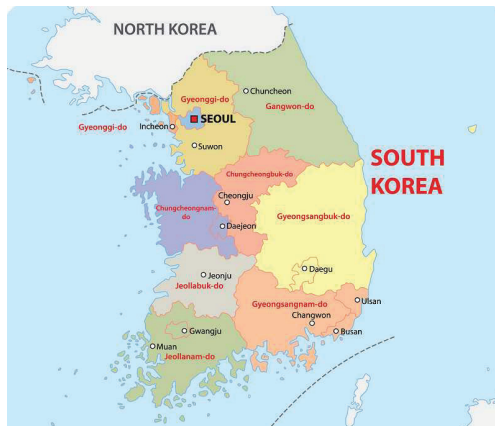 NORTH KOREA
Chuncheon
Gyeonggi-do
Gangwon-do
SEOUL
Gyeonggi-do
Incheon
Suwon
SOUTH
KOREA
Chungcheongbuk-do
Cheongju
Chungcheongnam-
do
Gyeongsangbuk-do
Daejeon
Daegu
Jeonju
Jeollabuk-do
Gyeongsangnam-do
Ulsan
Changwon
Gwangju
Busan
Muan
Jeollanam-do